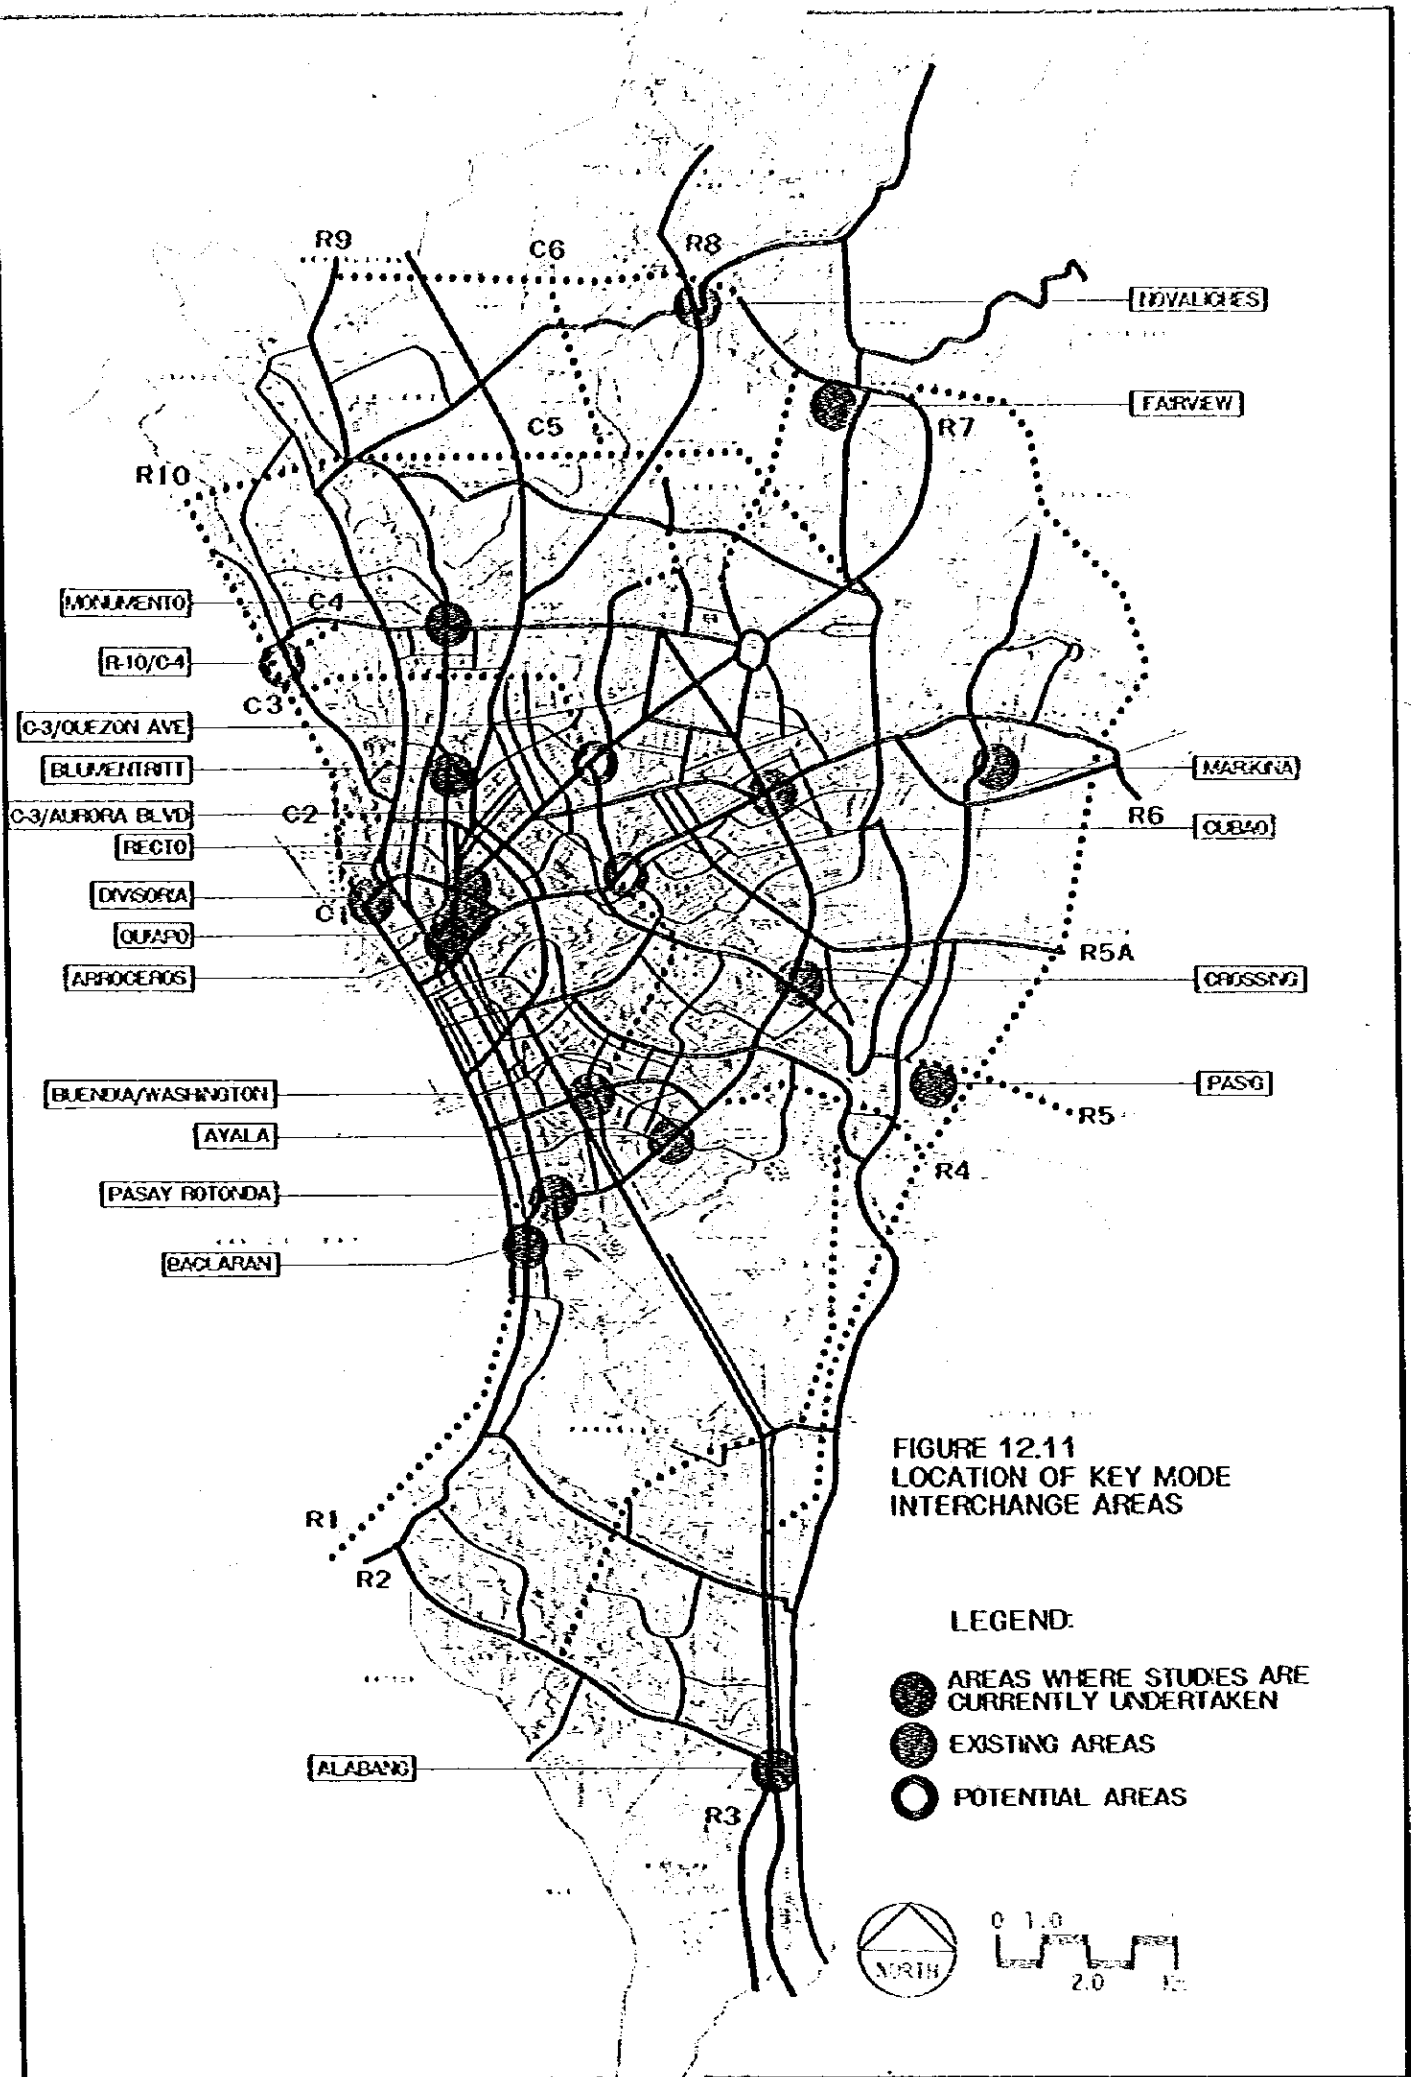 R9
C6
R8
NOVALICHES
FAIRVIEW
C5
R7
R10
MONUMENTO
C4
R-10/C-4
C3
C-3/QUEZON AVE
BLUMENTRITT
MARKINA
C-3/AURORA BLVD
C2
R6
CUBAO
RECTO
DIVISORIA
C1
QUIAPO
R5A
ARROCEROS
CROSSING
BUENDIA/WASHINGTON
PASIG
R5
AYALA
R4
PASAY ROTONDA
BACLARAN
FIGURE 12.11
LOCATION OF KEY MODE
INTERCHANGE AREAS
R1
R2
LEGEND:
AREAS WHERE STUDIES ARE
CURRENTLY UNDERTAKEN
EXISTING AREAS
POTENTIAL AREAS
ALABANG
R3
0 1.0
NORTH
2.0